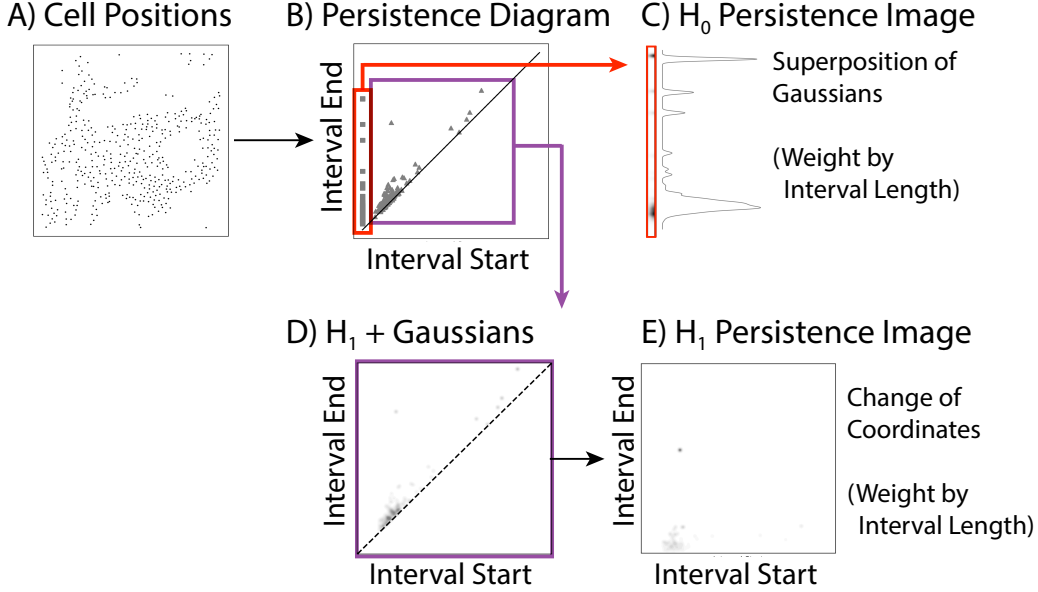 A) Cell Positions
B) Persistence Diagram
C) H₀ Persistence Image
Interval End
Interval Start
Superposition of
Gaussians
(Weight by
Interval Length)
D) H₁ + Gaussians
E) H₁ Persistence Image
Interval End
Interval Start
Interval End
Interval Start
Change of
Coordinates
(Weight by
Interval Length)